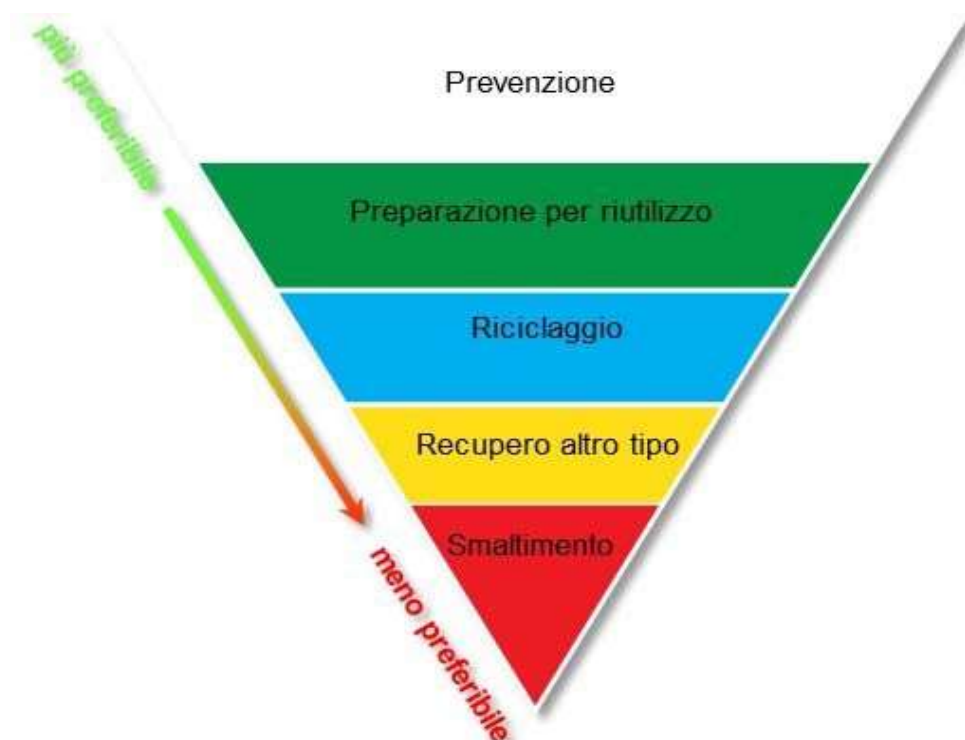 più preferibile
Prevenzione
Preparazione per riutilizzo
Riciclaggio
Recupero altro tipo
Smaltimento
meno preferibile